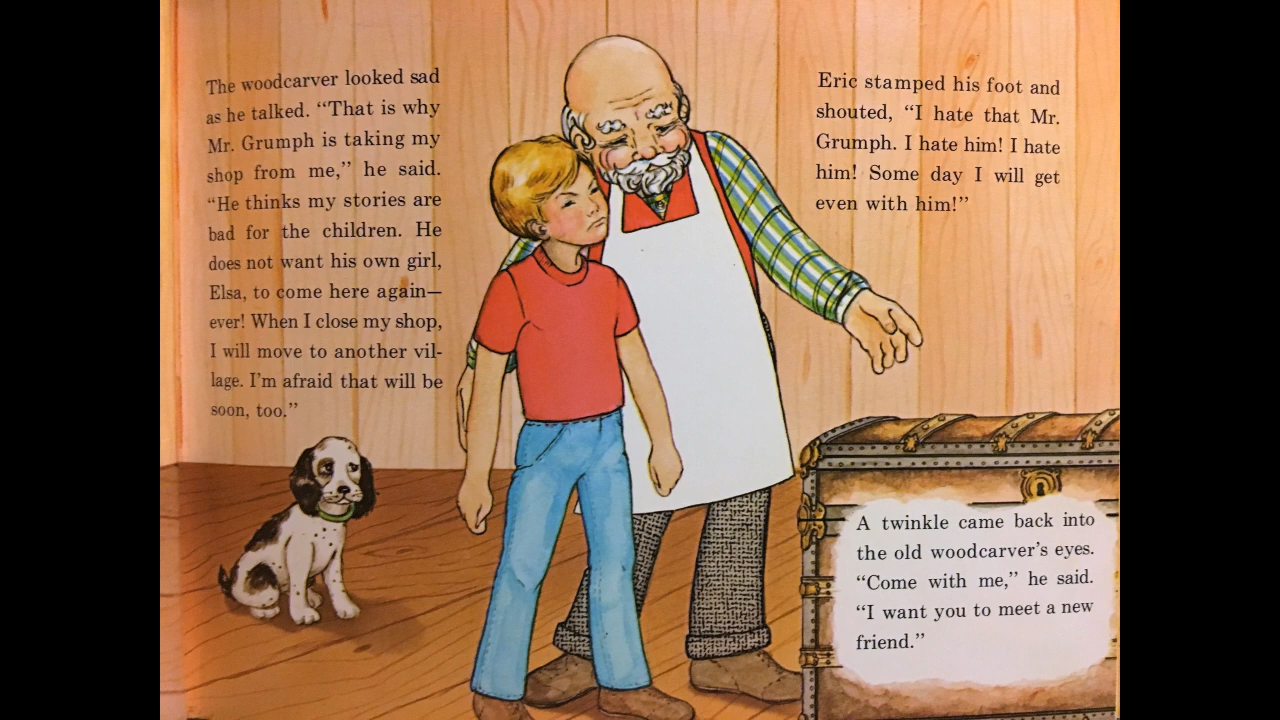 The woodcarver looked sad
as he talked. “That is why
Mr. Grumph is taking my
shop from me,” he said.
“He thinks my stories are
bad for the children. He
does not want his own girl,
Elsa, to come here again—
ever! When I close my shop,
I will move to another vil-
lage. I’m afraid that will be
soon, too.”
Eric stamped his foot and
shouted, “I hate that Mr.
Grumph. I hate him! I hate
him! Some day I will get
even with him!”
A twinkle came back into
the old woodcarver’s eyes.
“Come with me,” he said.
“I want you to meet a new
friend.”